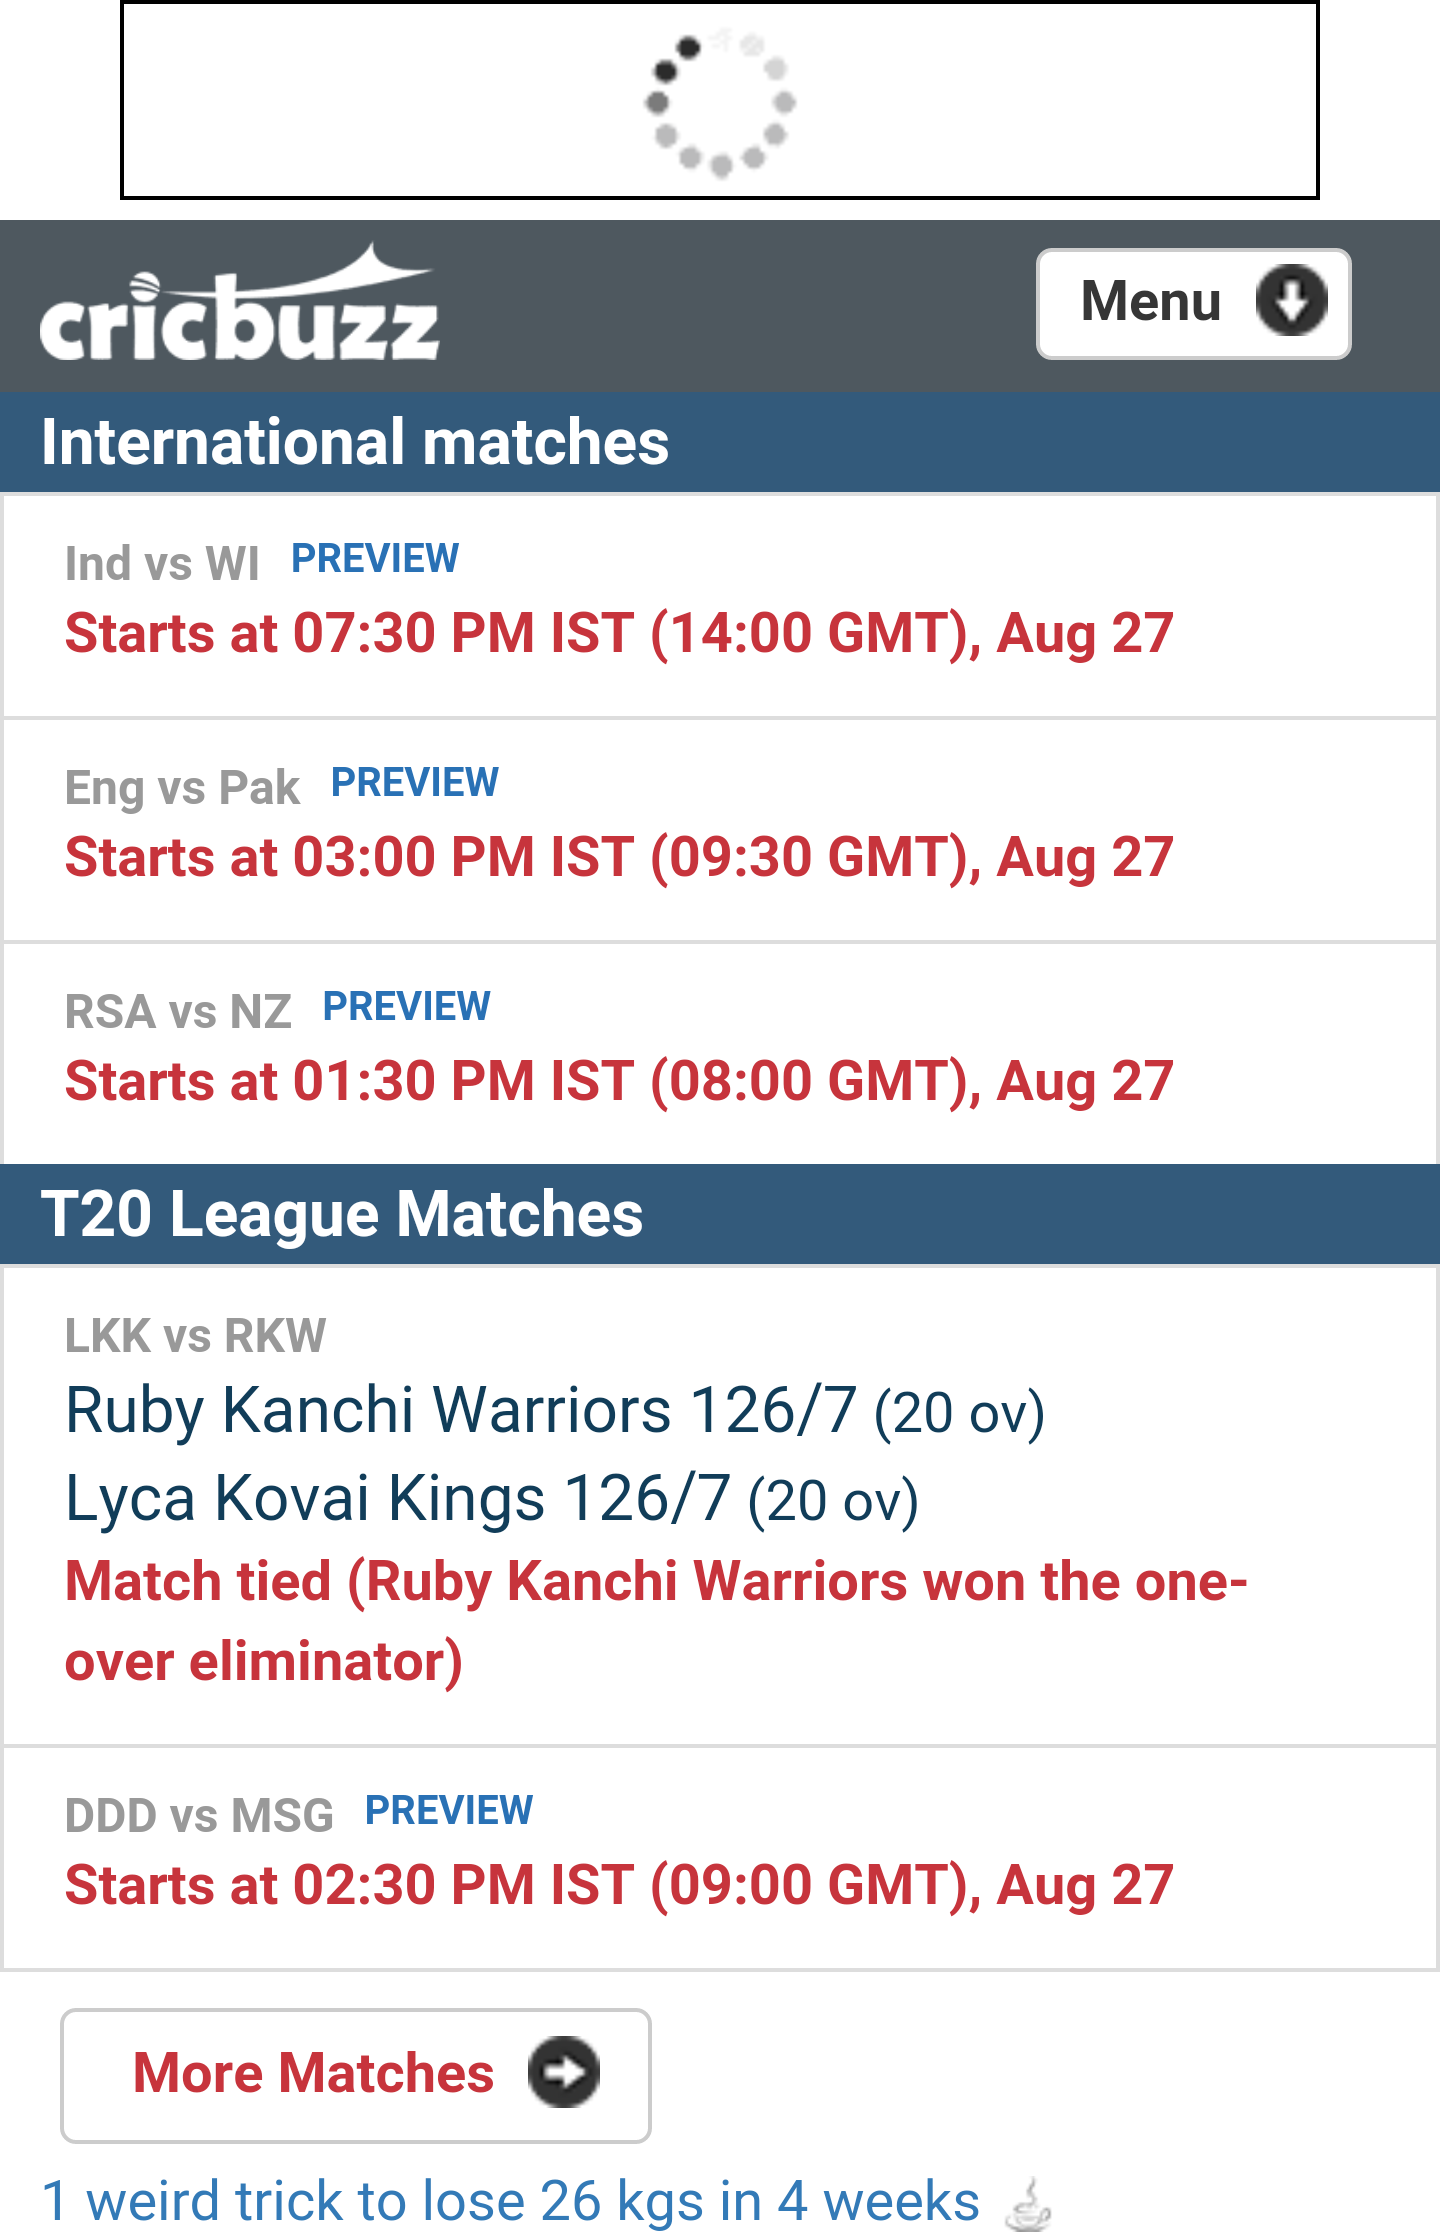 cricbuzz
Menu
International matches
Ind vs WI PREVIEW
Starts at 07:30 PM IST (14:00 GMT), Aug 27
Eng vs Pak PREVIEW
Starts at 03:00 PM IST (09:30 GMT), Aug 27
RSA vs NZ PREVIEW
Starts at 01:30 PM IST (08:00 GMT), Aug 27
T20 League Matches
LKK vs RKW
Ruby Kanchi Warriors 126/7 (20 ov)
Lyca Kovai Kings 126/7 (20 ov)
Match tied (Ruby Kanchi Warriors won the one-
over eliminator)
DDD vs MSG PREVIEW
Starts at 02:30 PM IST (09:00 GMT), Aug 27
More Matches
1 weird trick to lose 26 kgs in 4 weeks